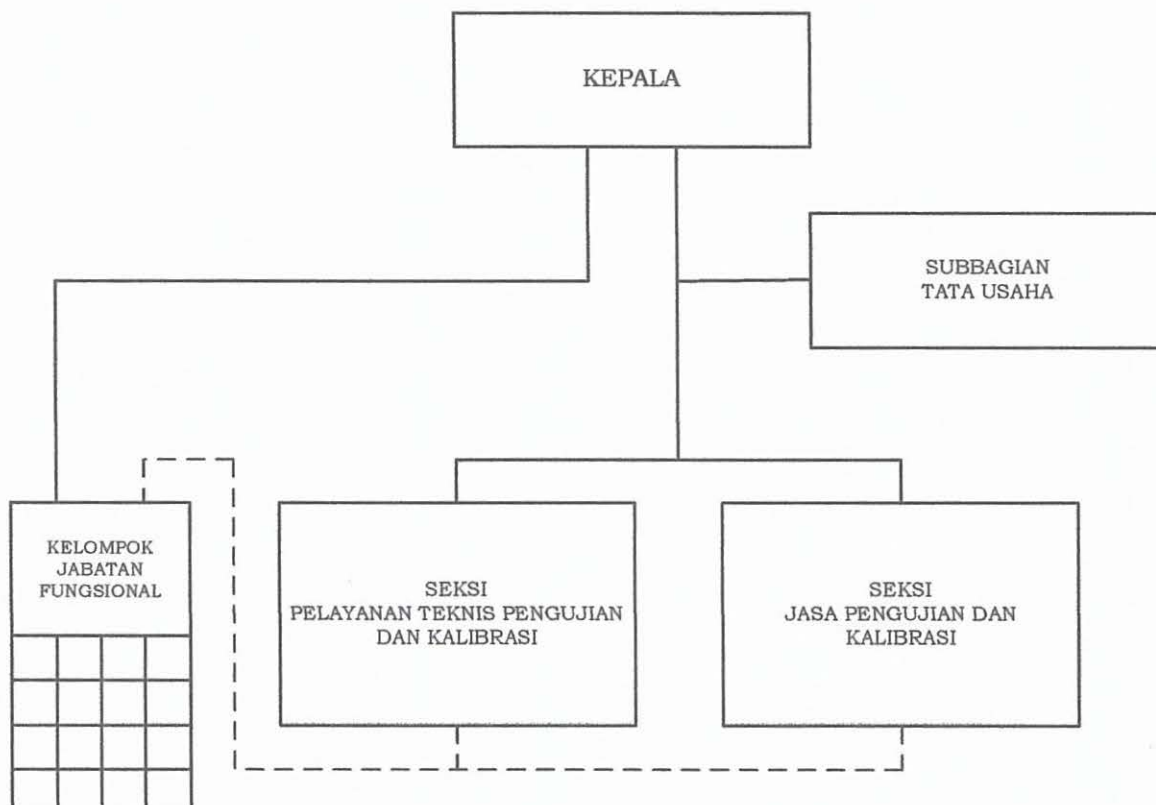 KEPALA
SUBBAGIAN
TATA USAHA
KELOMPOK
JABATAN
FUNGSIONAL
SEKSI
PELAYANAN TEKNIS PENGUJIAN
DAN KALIBRASI
SEKSI
JASA PENGUJIAN DAN
KALIBRASI